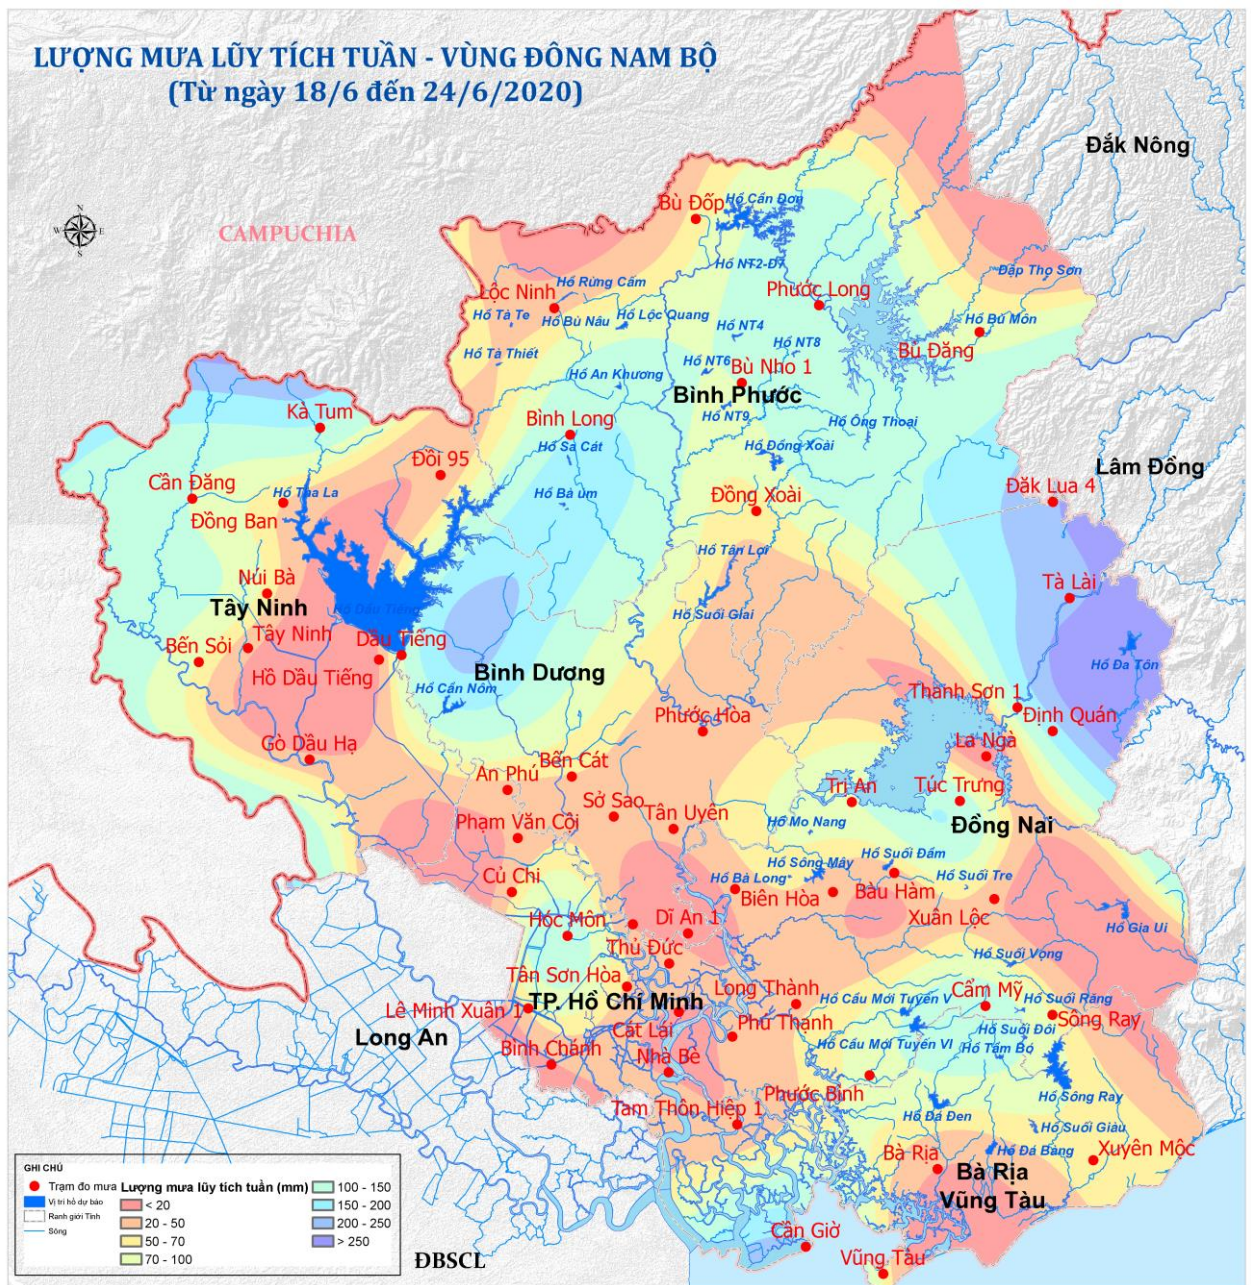 LƯỢNG MƯA LŨY TÍCH TUẦN - VÙNG ĐÔNG NAM BỘ
(Từ ngày 18/6 đến 24/6/2020)
Đắk Nông
N
W E
S
CAMPUCHIA
Bù Đốp
Hồ Cần Đơn
Hồ NT2-Đ7
Đập Thọ Sơn
Lộc Ninh
Hồ Rừng Cấm
Phước Long
Hồ Tà Te
Hồ Bù Nâu
Hồ Lộc Quang
Hồ NT4
Hồ Bù Môn
Hồ Tà Thiết
Hồ NT8
Bù Đăng
Hồ An Khương
Hồ NT6
Bù Nho 1
Bình Phước
Kà Tum
Bình Long
Hồ NT9
Hồ Ông Thoại
Hồ Sa Cát
Hồ Đồng Xoài
Đồi 95
Lâm Đồng
Cần Đăng
Hồ Tha La
Hồ Bà Úm
Đồng Xoài
Đăk Lua 4
Đồng Ban
Hồ Tân Lợi
Núi Bà
Tà Lài
Tây Ninh
Hồ Dầu Tiếng
Hồ Suối Giai
Bến Sỏi
Tây Ninh
Dầu Tiếng
Hồ Đa Tôn
Hồ Dầu Tiếng
Bình Dương
Hồ Cần Nôm
Thanh Sơn 1
Phước Hòa
Định Quán
Gò Dầu Hạ
La Ngà
Bến Cát
An Phú
Trị An
Túc Trưng
Sở Sao
Tân Uyên
Phạm Văn Cội
Hồ Mo Nang
Đồng Nai
Hồ Sông Mây
Hồ Suối Đầm
Củ Chi
Hồ Bà Long
Hồ Suối Tre
Biên Hòa
Bàu Hàm
Hóc Môn
Dĩ An 1
Xuân Lộc
Hồ Gia Ui
Thủ Đức
Hồ Suối Vọng
Tân Sơn Hòa
Long Thành
Cẩm Mỹ
TP. Hồ Chí Minh
Hồ Cầu Mới Tuyến V
Hồ Suối Răng
Lê Minh Xuân 1
Sông Ray
Long An
Cát Lái
Phú Thạnh
Hồ Suối Đôi
Bình Chánh
Nhà Bè
Hồ Cầu Mới Tuyến VI
Hồ Tầm Bó
Phước Bình
Hồ Sông Ray
Tam Thôn Hiệp 1
Hồ Đá Đen
Hồ Suối Giàu
Bà Rịa
Hồ Đá Bàng
Xuyên Mộc
Bà Rịa
Vũng Tàu
Cần Giờ
Vũng Tàu
ĐBSCL
GHI CHÚ
Trạm đo mưa
Vị trí hồ dự báo
Ranh giới Tỉnh
Sông
Lượng mưa lũy tích tuần (mm)
< 20
20 - 50
50 - 70
70 - 100
100 - 150
150 - 200
200 - 250
> 250